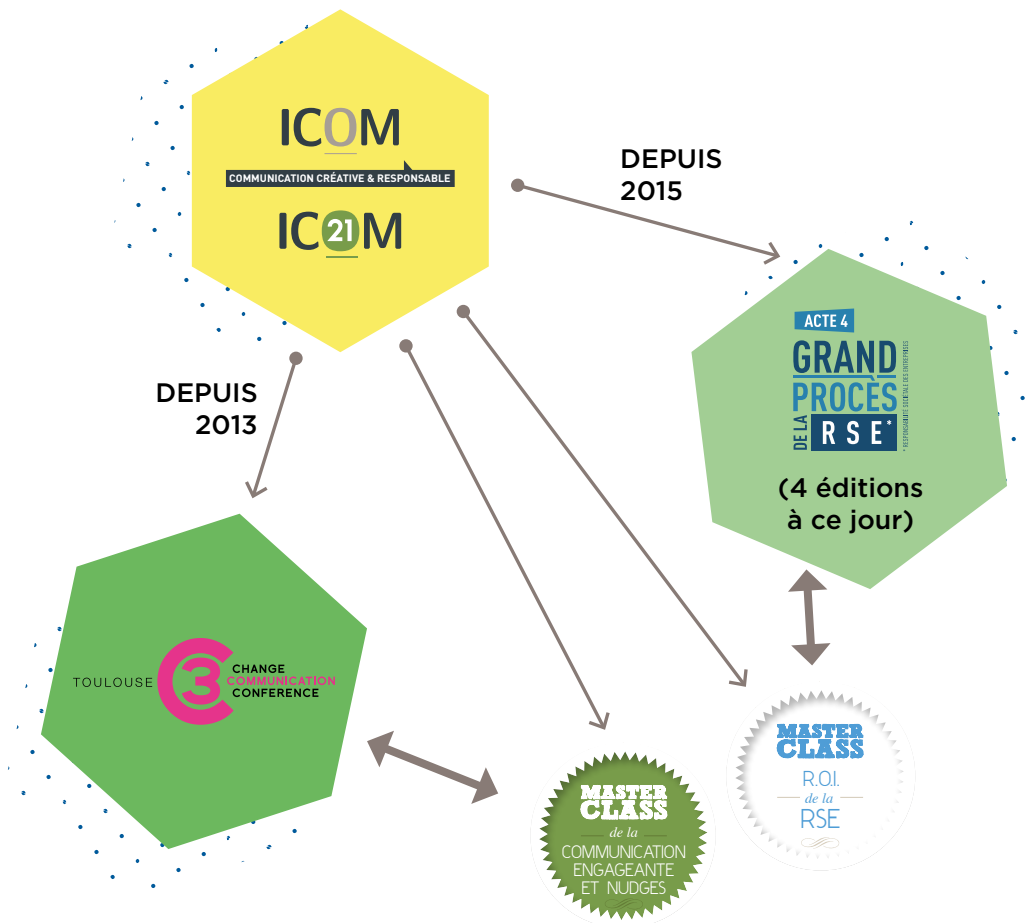 ICOM
COMMUNICATION CRÉATIVE & RESPONSABLE
IC21M
DEPUIS
2015
ACTE 4
GRAND
PROCÈS
DE LA
RSE*
* RESPONSABILITÉ SOCIÉTALE DES ENTREPRISES
(4 éditions
à ce jour)
DEPUIS
2013
TOULOUSE
C3
CHANGE
COMMUNICATION
CONFERENCE
MASTER
CLASS
de la
COMMUNICATION
ENGAGEANTE
ET NUDGES
MASTER
CLASS
R.O.I.
de la
RSE